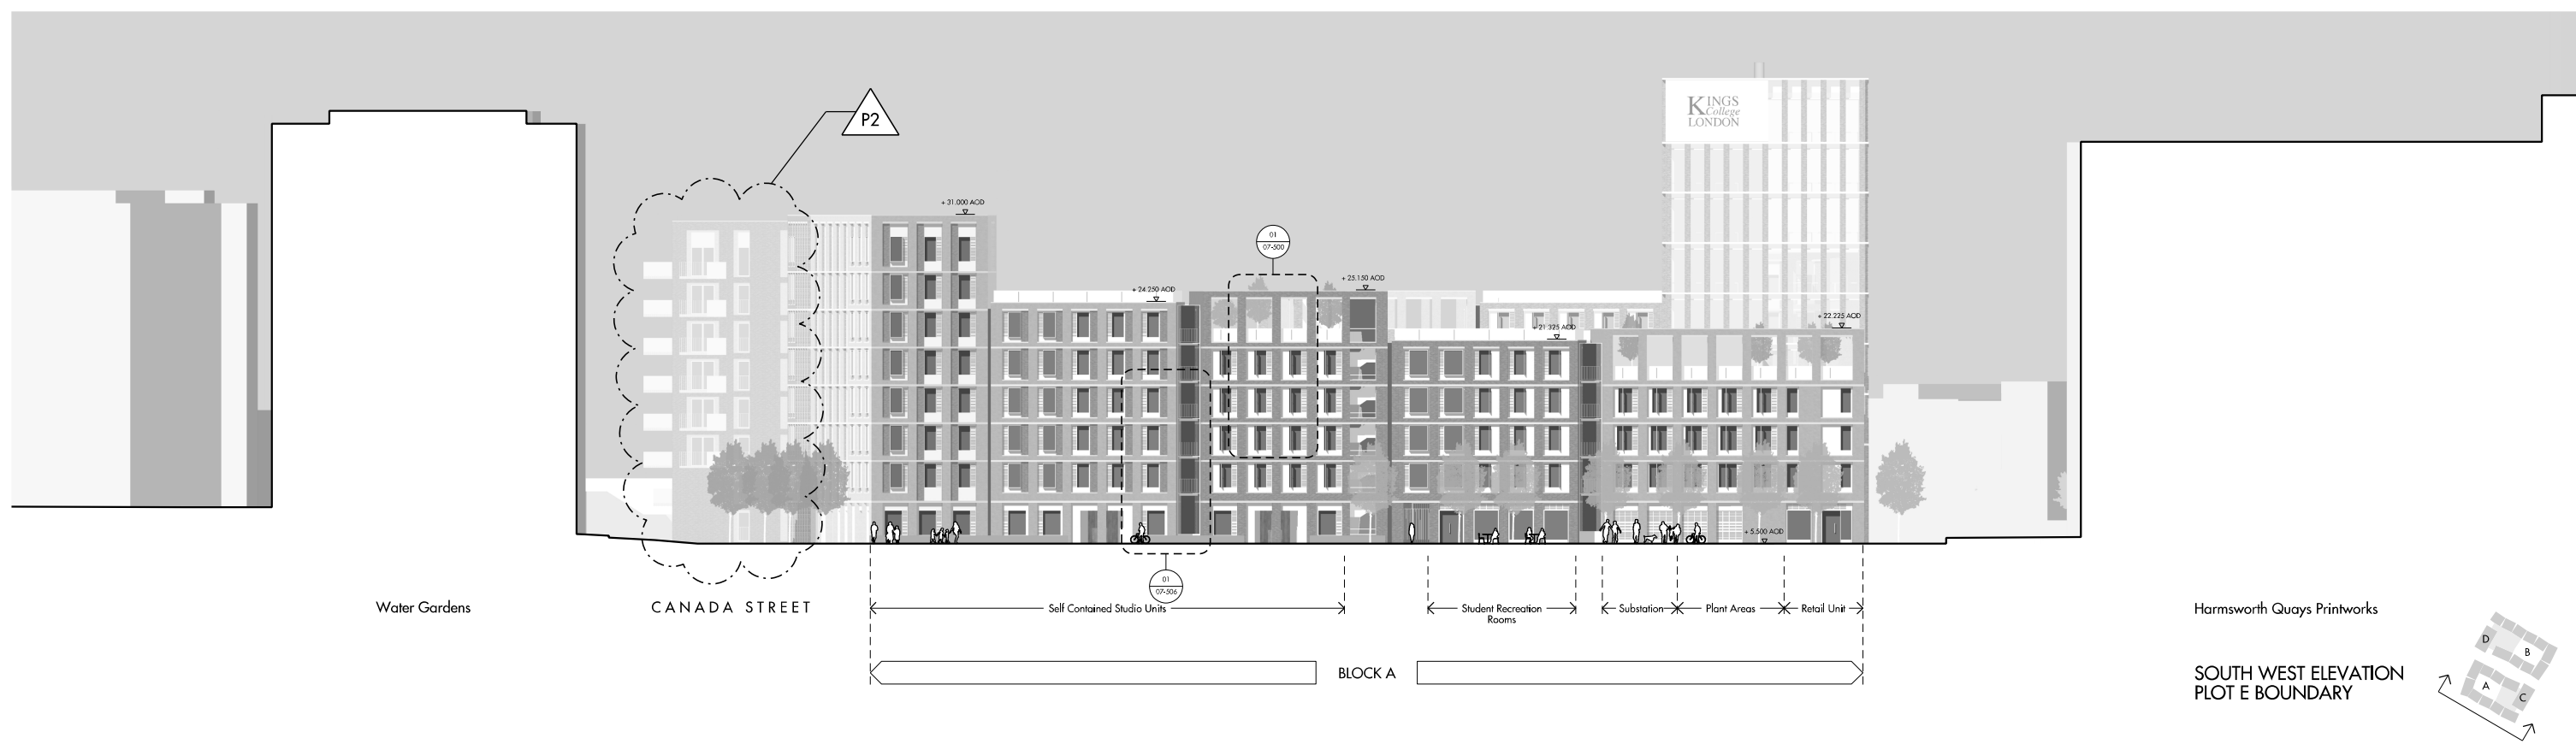 P2
KINGS
College
LONDON
+ 31.000 AOD
01
07-500
+ 25.150 AOD
+ 24 250 AOD
+ 22.225 AOD
+ 21 325 AOD
+ 5.500 AOD
01
07-506
Water Gardens
CANADA STREET
Self Contained Studio Units
Student Recreation
Rooms
Substation
Plant Areas
Retail Unit
Harmsworth Quays Printworks
BLOCK A
SOUTH WEST ELEVATION
PLOT E BOUNDARY
D
B
A
C